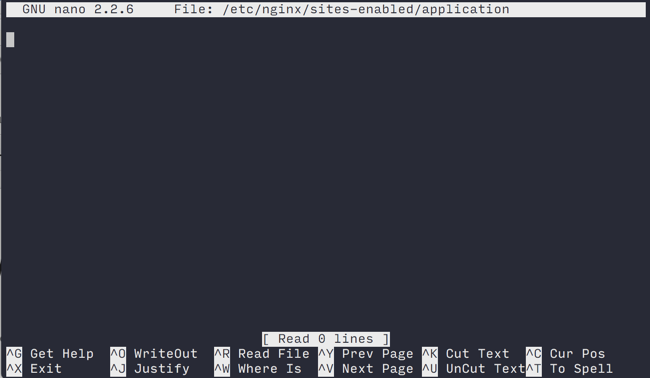 GNU nano 2.2.6 File: /etc/nginx/sites-enabled/application
[ Read 0 lines ]
^G Get Help ^O WriteOut ^R Read File ^Y Prev Page ^K Cut Text ^C Cur Pos
^X Exit ^J Justify ^W Where Is ^V Next Page ^U UnCut Text ^T To Spell